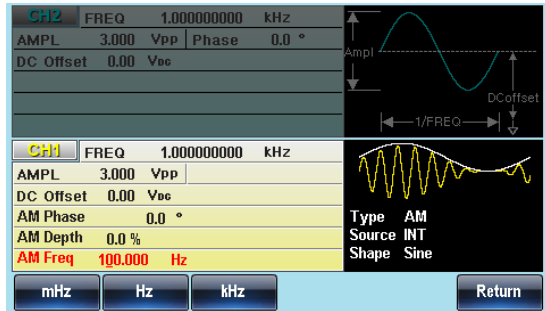 CH2 FREQ 1.000000000 kHz
AMPL 3.000 VPP Phase 0.0 °
DC Offset 0.00 VDC
Ampl
DCoffset
1/FREQ
CH1 FREQ 1.000000000 kHz
AMPL 3.000 VPP
DC Offset 0.00 VDC
AM Phase 0.0 °
AM Depth 0.0 %
AM Freq 100.000 Hz
Type AM
Source INT
Shape Sine
mHz Hz kHz Return